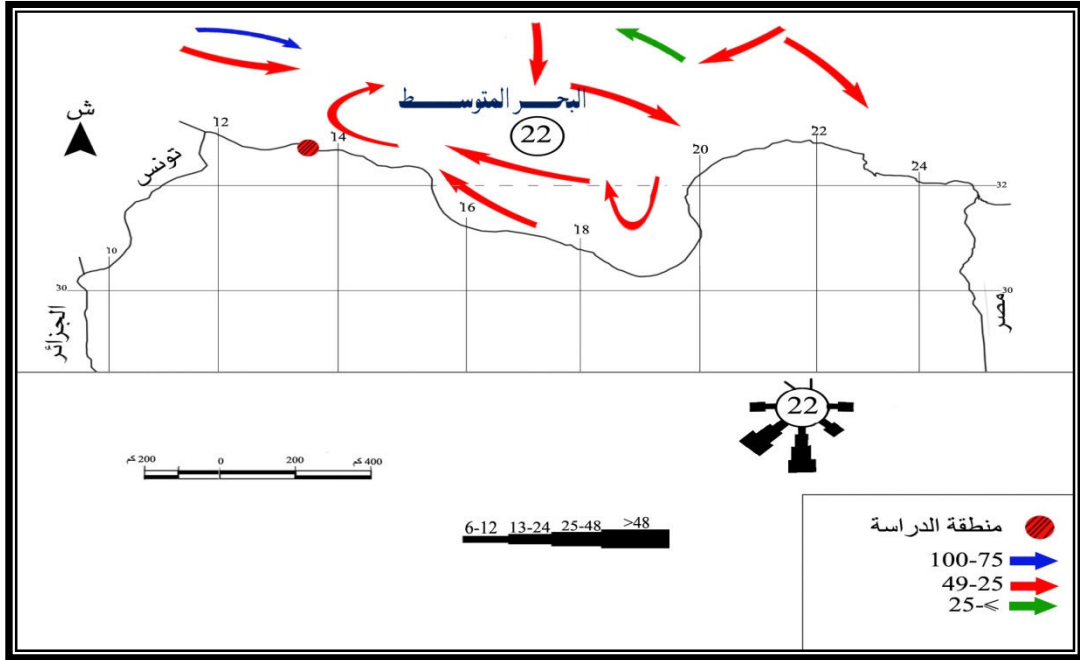 البحر المتوسط
22
ش
12
14
20
22
24
تونس
32
16
18
10
30
30
الجزائر
مصر
22
200 كم
0
200
400 كم
6-12
13-24
25-48
>48
منطقة الدراسة
100-75
49-25
25-⩽